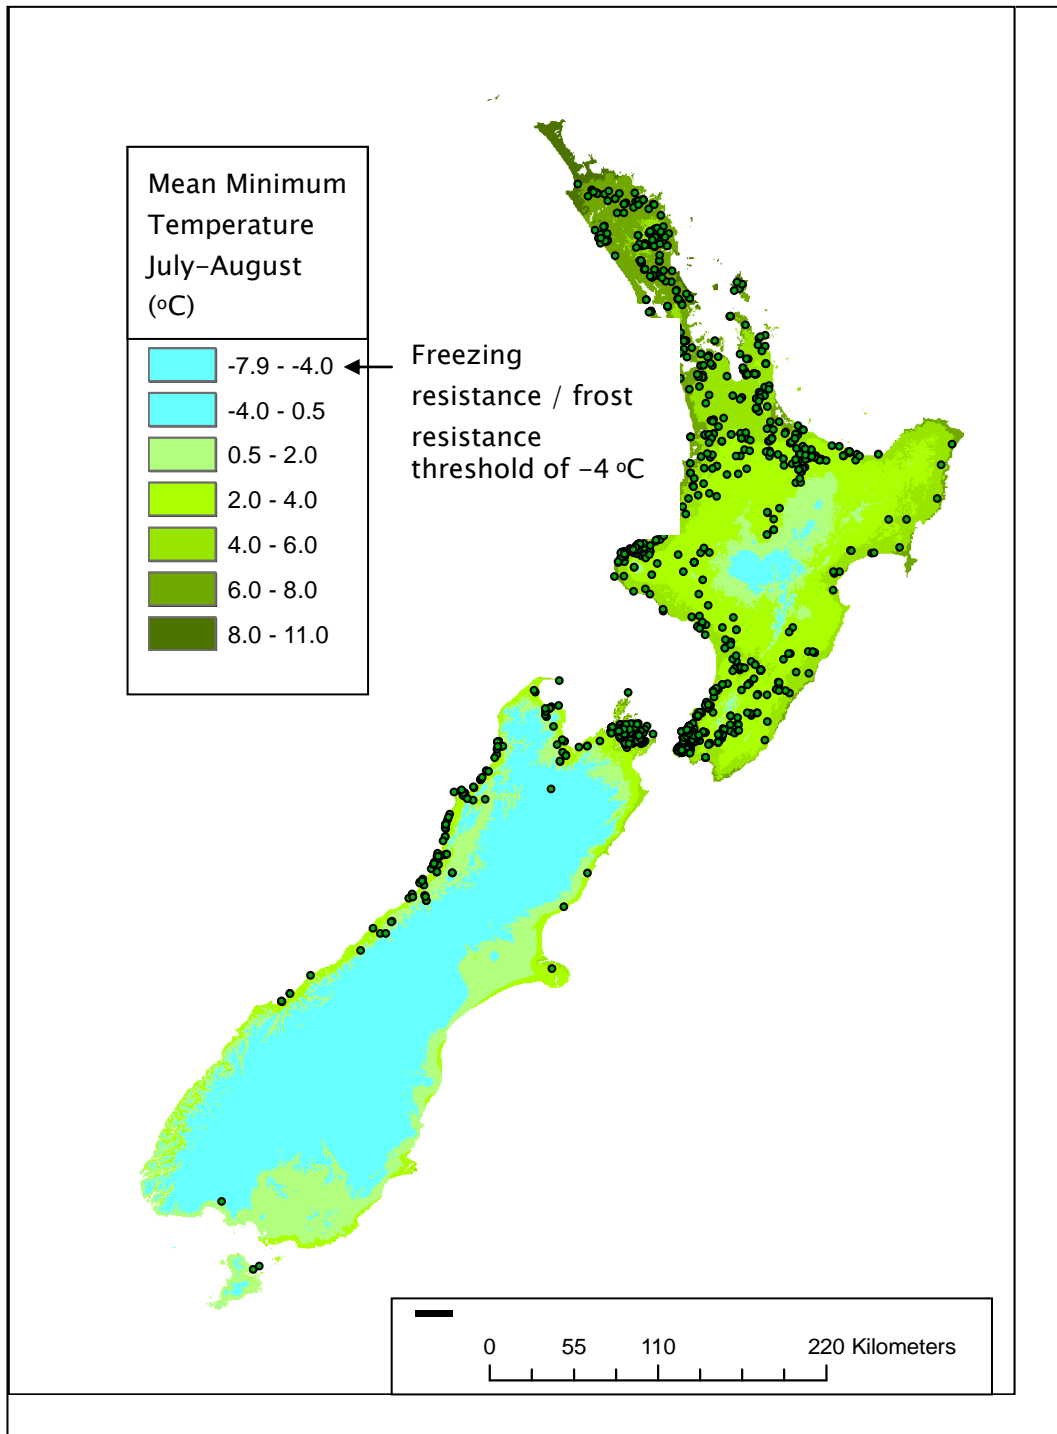 Mean Minimum
Temperature
July–August
(oC)
-7.9 - -4.0
-4.0 - 0.5
0.5 - 2.0
2.0 - 4.0
4.0 - 6.0
6.0 - 8.0
8.0 - 11.0
Freezing
resistance / frost
resistance
threshold of –4 oC
0 55 110 220 Kilometers